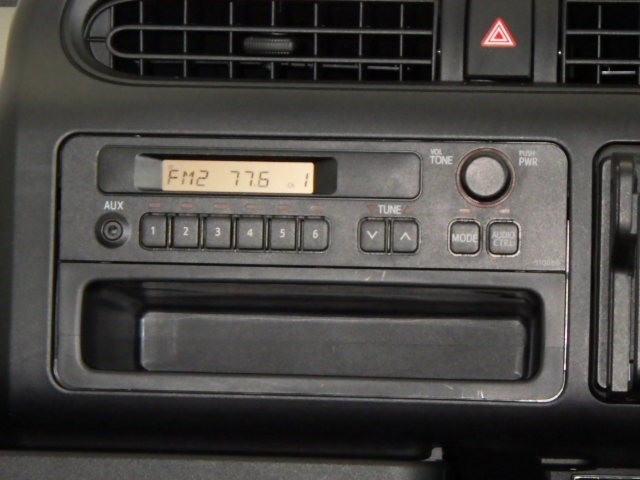 VOL
TONE
PUSH
PWR
FM2 77.6 1
AUX
TUNE
1 2 3 4 5 6
MODE
AUDIO
CTRL